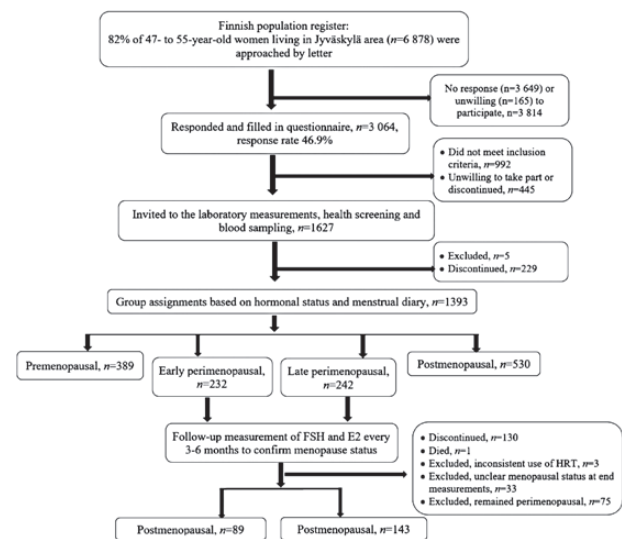 Finnish population register:
82% of 47- to 55-year-old women living in Jyväskylä area (n=6 878) were
approached by letter
No response (n=3 649) or
unwilling (n=165) to
participate, n=3 814
Responded and filled in questionnaire, n=3 064,
response rate 46.9%
• Did not meet inclusion
criteria, n=992
• Unwilling to take part or
discontinued, n=445
Invited to the laboratory measurements, health screening and
blood sampling, n=1627
• Excluded, n=5
• Discontinued, n=229
Group assignments based on hormonal status and menstrual diary, n=1393
Premenopausal, n=389
Early perimenopausal,
n=232
Late perimenopausal,
n=242
Postmenopausal, n=530
Follow-up measurement of FSH and E2 every
3-6 months to confirm menopause status
• Discontinued, n=130
• Died, n=1
• Excluded, inconsistent use of HRT, n=3
• Excluded, unclear menopausal status at end
measurements, n=33
• Excluded, remained perimenopausal, n=75
Postmenopausal, n=89
Postmenopausal, n=143